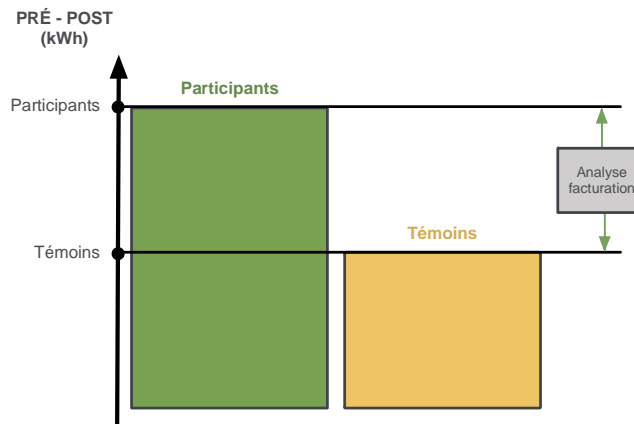 PRÉ - POST
(kWh)
Participants
Participants
Analyse
facturation
Témoins
Témoins